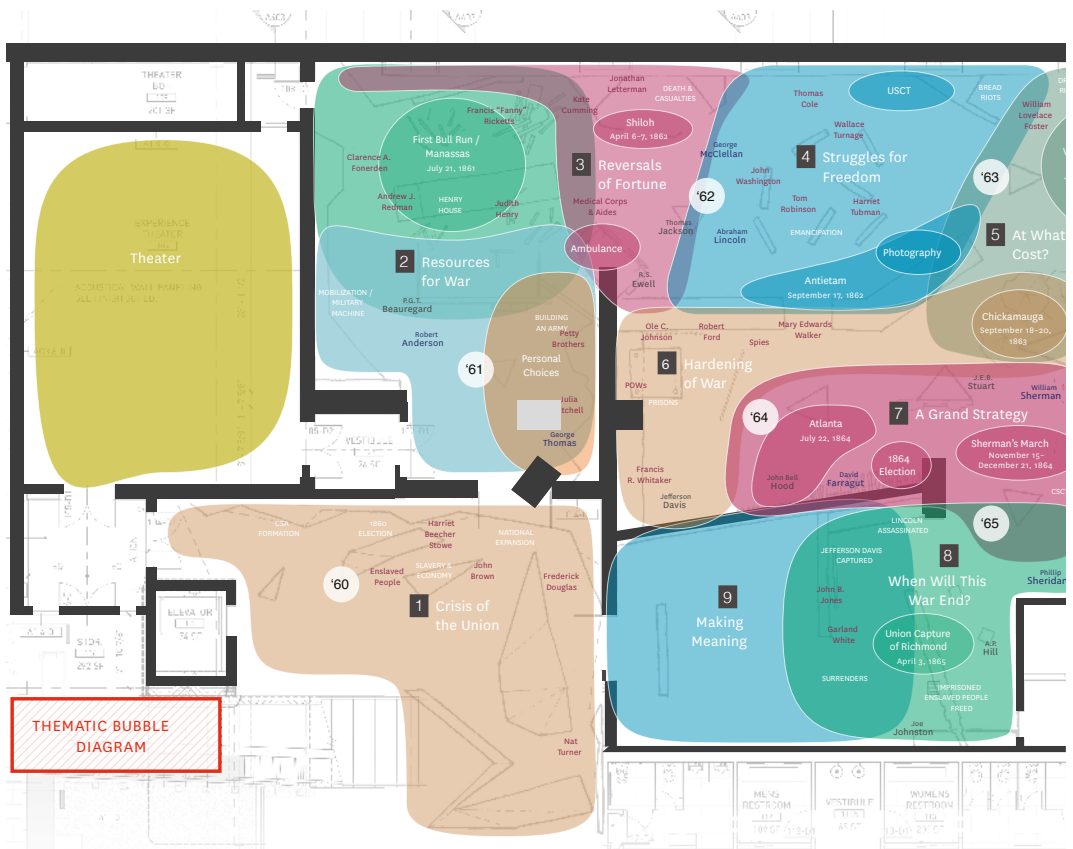 THEATER
EXPERIENCE
THEATER
Theater
Francis "Fanny"
Ricketts
First Bull Run /
Manassas
July 21, 1861
HENRY
HOUSE
Clarence A.
Fonerden
Andrew J.
Redman
Judith
Henry
2
Resources
for War
MOBILIZATION /
MILITARY
MACHINE
P.G.T.
Beauregard
Robert
Anderson
'61
BUILDING
AN ARMY
Petty
Brothers
Personal
Choices
Julia
George
Thomas
Jonathan
Letterman
DEATH &
CASUALTIES
Kate
Cumming
Shiloh
April 6–7, 1862
3
Reversals
of Fortune
George
McClellan
Medical Corps
& Aides
Thomas
Jackson
Ambulance
R.S.
Ewell
'62
Thomas
Cole
USCT
BREAD
RIOTS
Wallace
Turnage
4
Struggles for
Freedom
John
Washington
Tom
Robinson
Harriet
Tubman
Abraham
Lincoln
EMANCIPATION
Photography
Antietam
September 17, 1862
William
Lovelace
Foster
'63
5
At What
Cost?
Chickamauga
September 18–20,
1863
Ole C.
Johnson
Robert
Ford
Mary Edwards
Walker
Spies
6
Hardening
of War
POWs
PRISONS
Francis
R. Whitaker
Jefferson
Davis
'64
J.E.B.
Stuart
William
Sherman
7
A Grand Strategy
Atlanta
July 22, 1864
1864
Election
Sherman's March
November 15–
December 21, 1864
John Bell
Hood
David
Farragut
VESTIBULE
CSA
FORMATION
1860
ELECTION
Harriet
Beecher
Stowe
NATIONAL
EXPANSION
'60
Enslaved
People
SLAVERY &
ECONOMY
John
Brown
Frederick
Douglas
1
Crisis of
the Union
Nat
Turner
LINCOLN
ASSASSINATED
'65
JEFFERSON DAVIS
CAPTURED
8
When Will This
War End?
Phillip
Sheridan
John B.
Jones
Garland
White
Union Capture
of Richmond
April 3, 1865
A.P.
Hill
SURRENDERS
IMPRISONED
ENSLAVED PEOPLE
FREED
Joe
Johnston
9
Making
Meaning
ELEVATOR
STOR.
292 SF
THEMATIC BUBBLE
DIAGRAM
MENS
RESTROOM
VESTIBULE
WOMENS
RESTROOM